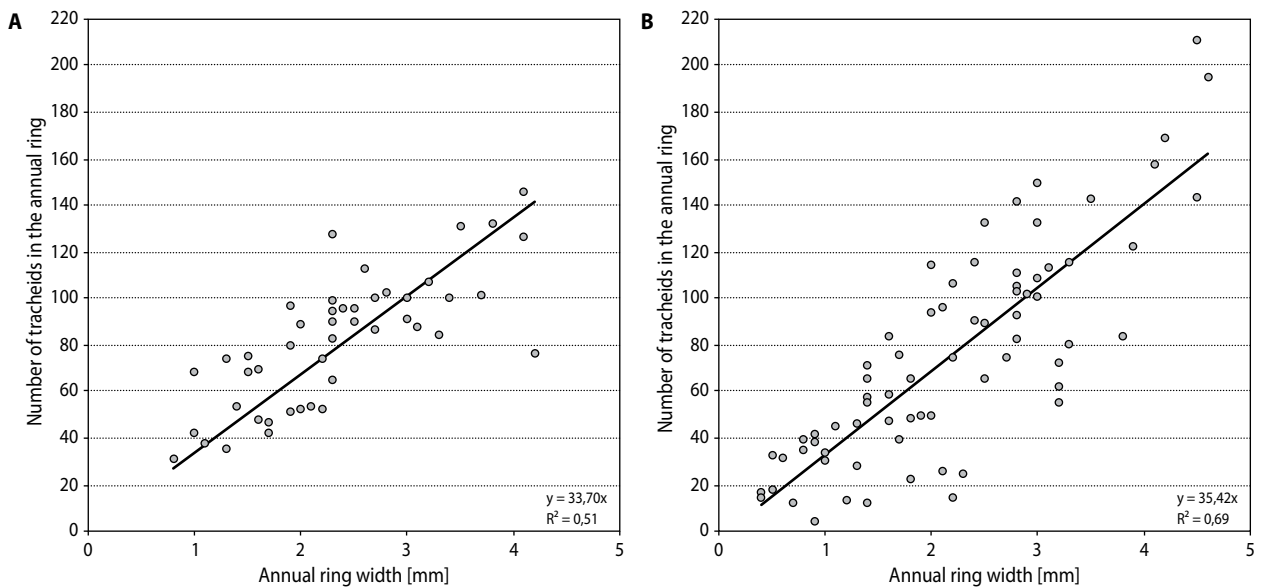 A
220
200
180
160
140
120
100
80
60
40
20
0
0 1 2 3 4 5
Number of tracheids in the annual ring
Annual ring width [mm]
y = 33,70x
R² = 0,51
B
220
200
180
160
140
120
100
80
60
40
20
0
0 1 2 3 4 5
Number of tracheids in the annual ring
Annual ring width [mm]
y = 35,42x
R² = 0,69